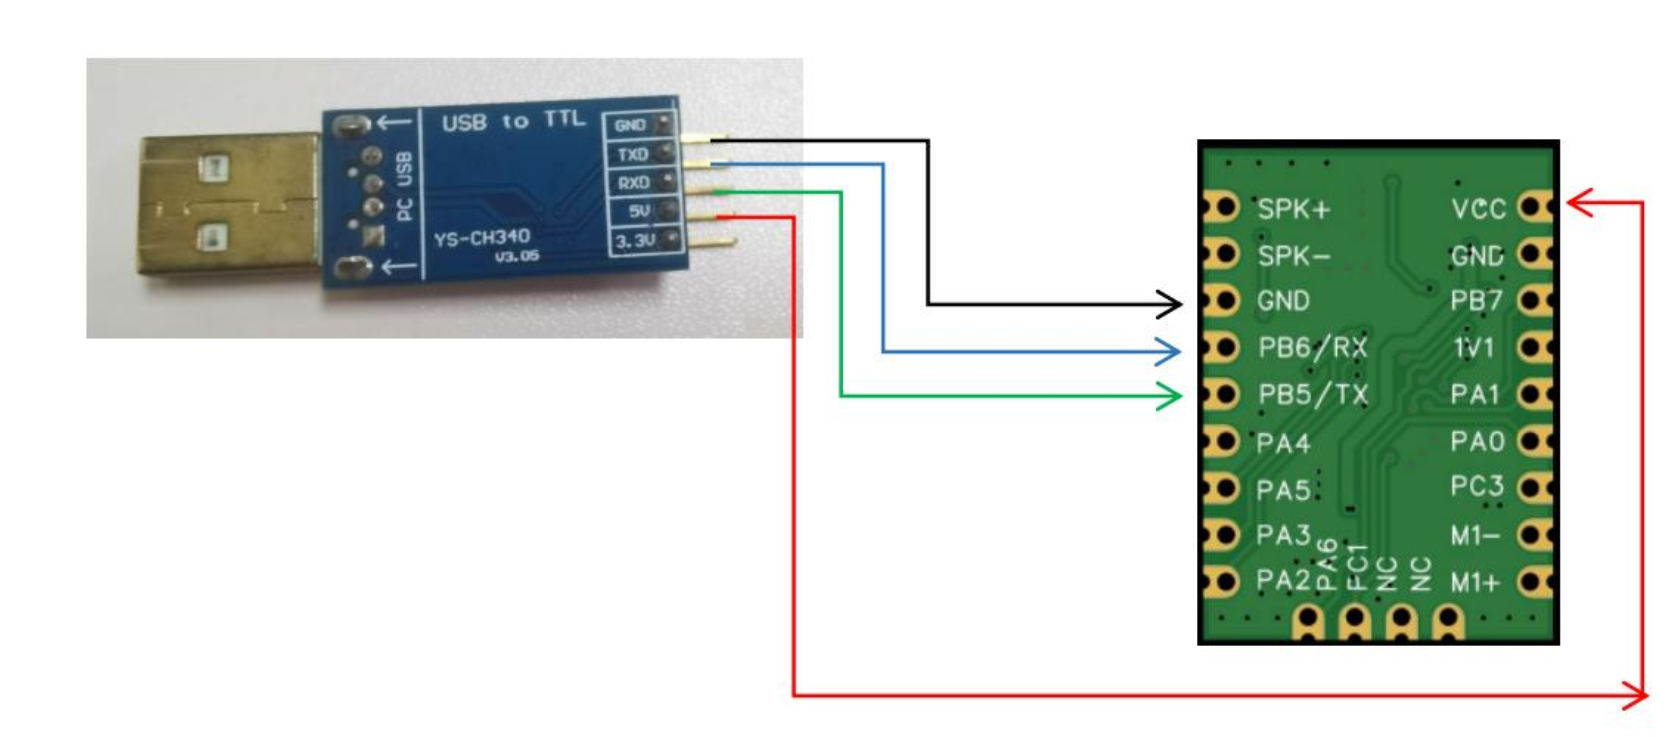 USB to TTL
PC USB
GND
TXD
RXD
5V
3.3V
YS-CH340
V3.05
SPK+
SPK-
GND
PB6/RX
PB5/TX
PA4
PA5
PA3
PA2
PA6
PC1
NC
NC
VCC
GND
PB7
1V1
PA1
PA0
PC3
M1-
M1+